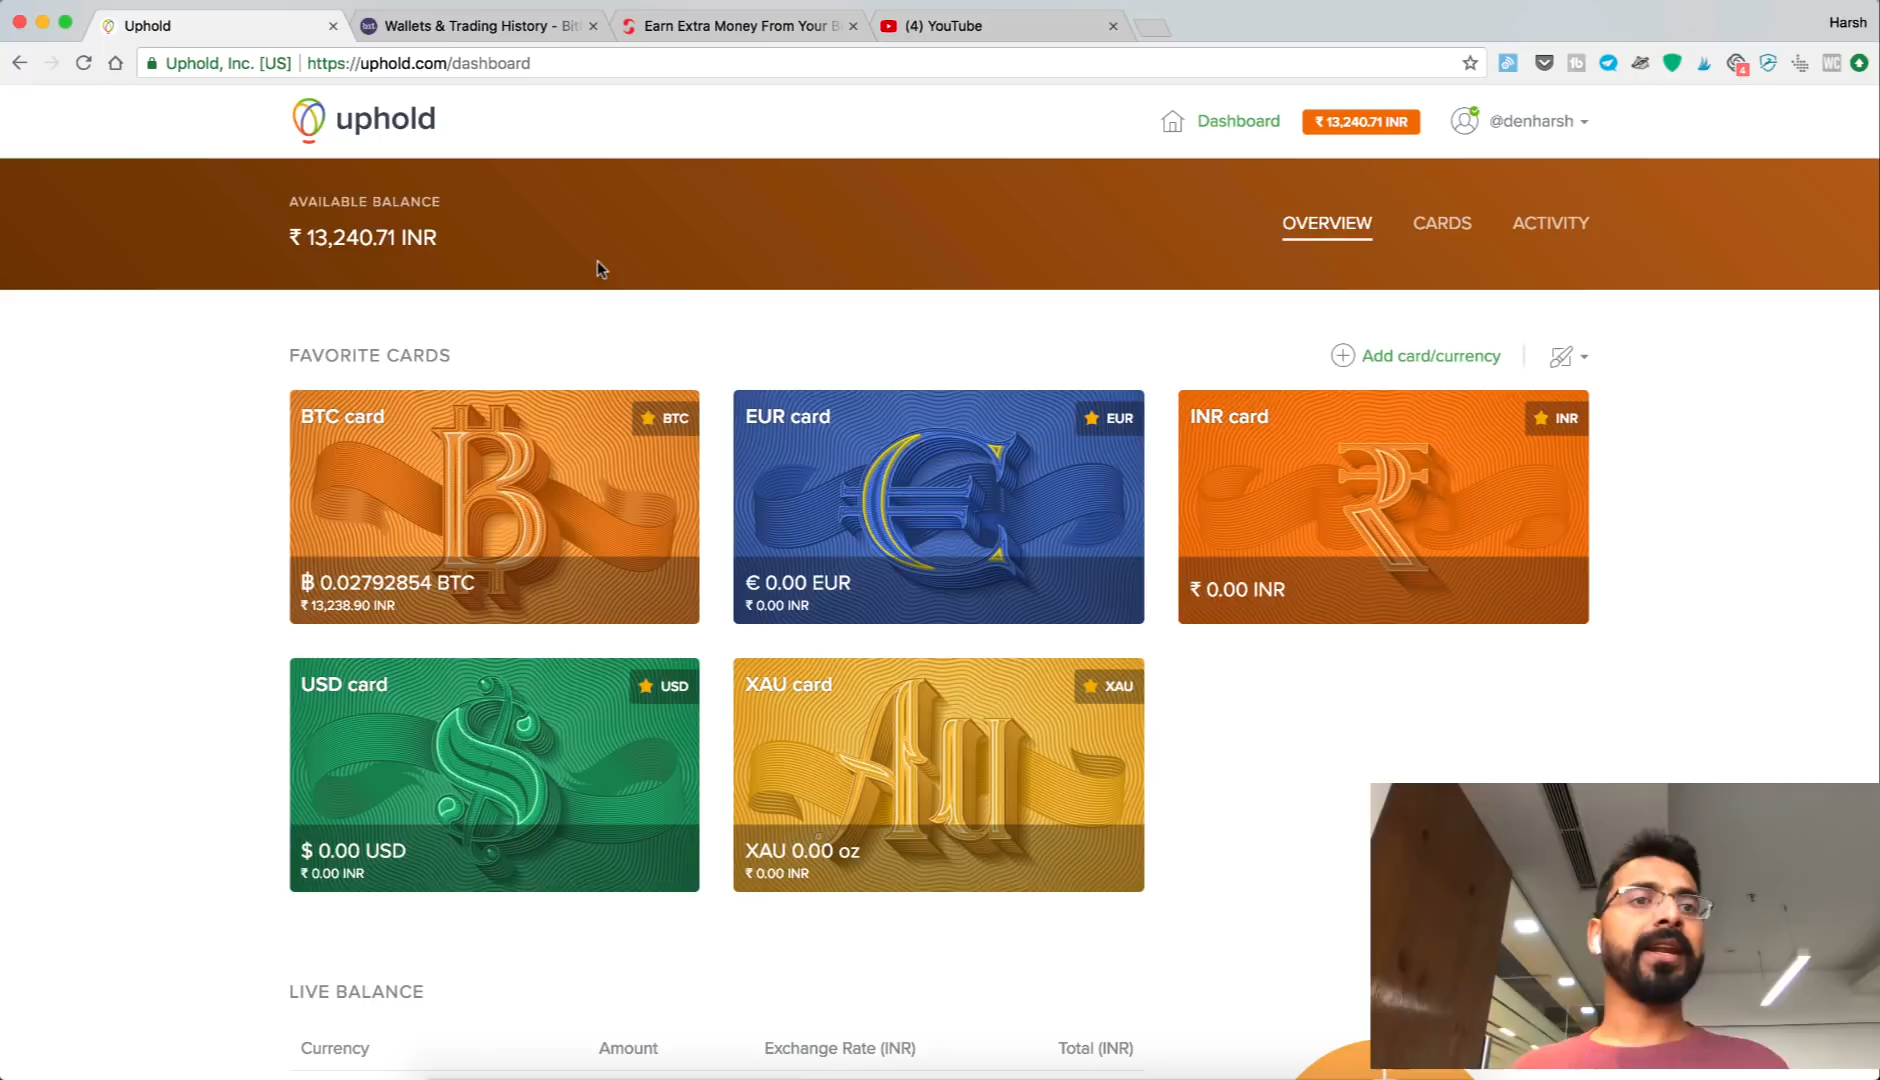 Uphold
Wallets & Trading History - Bit
Earn Extra Money From Your B
(4) YouTube
Harsh
Uphold, Inc. [US]
https://uphold.com/dashboard
1b
4
WC
uphold
Dashboard
₹ 13,240.71 INR
@denharsh
AVAILABLE BALANCE
₹ 13,240.71 INR
OVERVIEW
CARDS
ACTIVITY
FAVORITE CARDS
Add card/currency
BTC card
BTC
₿ 0.02792854 BTC
₹ 13,238.90 INR
EUR card
EUR
€
€ 0.00 EUR
₹ 0.00 INR
INR card
INR
₹
₹ 0.00 INR
USD card
USD
$
$ 0.00 USD
₹ 0.00 INR
XAU card
XAU
Au
XAU 0.00 oz
₹ 0.00 INR
LIVE BALANCE
Currency
Amount
Exchange Rate (INR)
Total (INR)